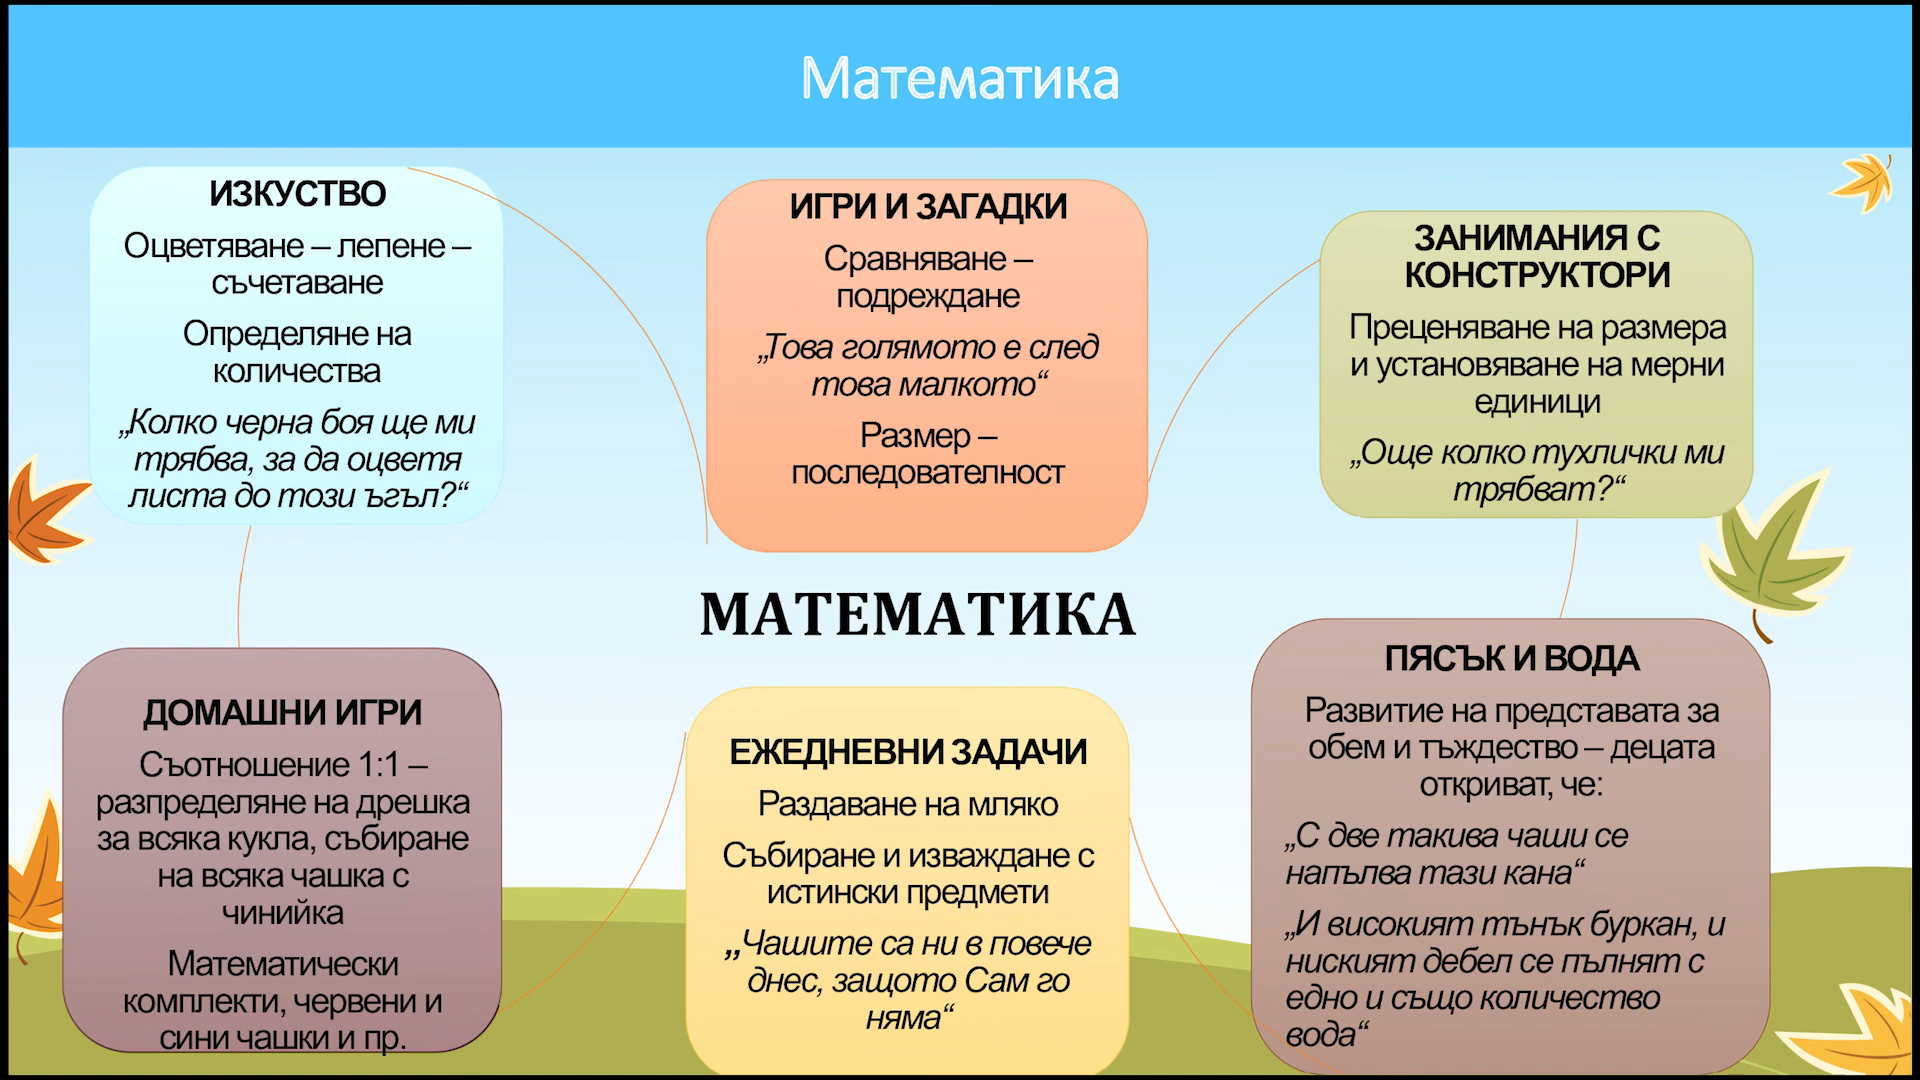 Математика
ИЗКУСТВО
Оцветяване – лепене –
съчетаване
Определяне на
количества
„Колко черна боя ще ми
трябва, за да оцветя
листа до този ъгъл?“
ИГРИ И ЗАГАДКИ
Сравняване –
подреждане
„Това голямото е след
това малкото“
Размер –
последователност
ЗАНИМАНИЯ С
КОНСТРУКТОРИ
Преценяване на размера
и установяване на мерни
единици
„Още колко тухлички ми
трябват?“
МАТЕМАТИКА
ДОМАШНИ ИГРИ
Съотношение 1:1 –
разпределяне на дрешка
за всяка кукла, събиране
на всяка чашка с
чинийка
Математически
комплекти, червени и
сини чашки и пр.
ЕЖЕДНЕВНИ ЗАДАЧИ
Раздаване на мляко
Събиране и изваждане с
истински предмети
„Чашите са ни в повече
днес, защото Сам го
няма“
ПЯСЪК И ВОДА
Развитие на представата за
обем и тъждество – децата
откриват, че:
„С две такива чаши се
напълва тази кана“
„И високият тънък буркан, и
ниският дебел се пълнят с
едно и също количество
вода“